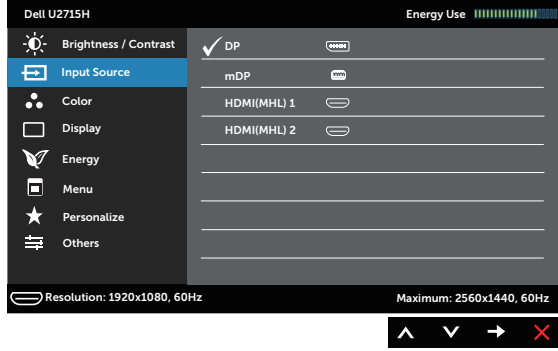 Dell U2715H
Energy Use
Brightness / Contrast
Input Source
Color
Display
Energy
Menu
Personalize
Others
DP
mDP
HDMI(MHL) 1
HDMI(MHL) 2
Resolution: 1920x1080, 60Hz
Maximum: 2560x1440, 60Hz